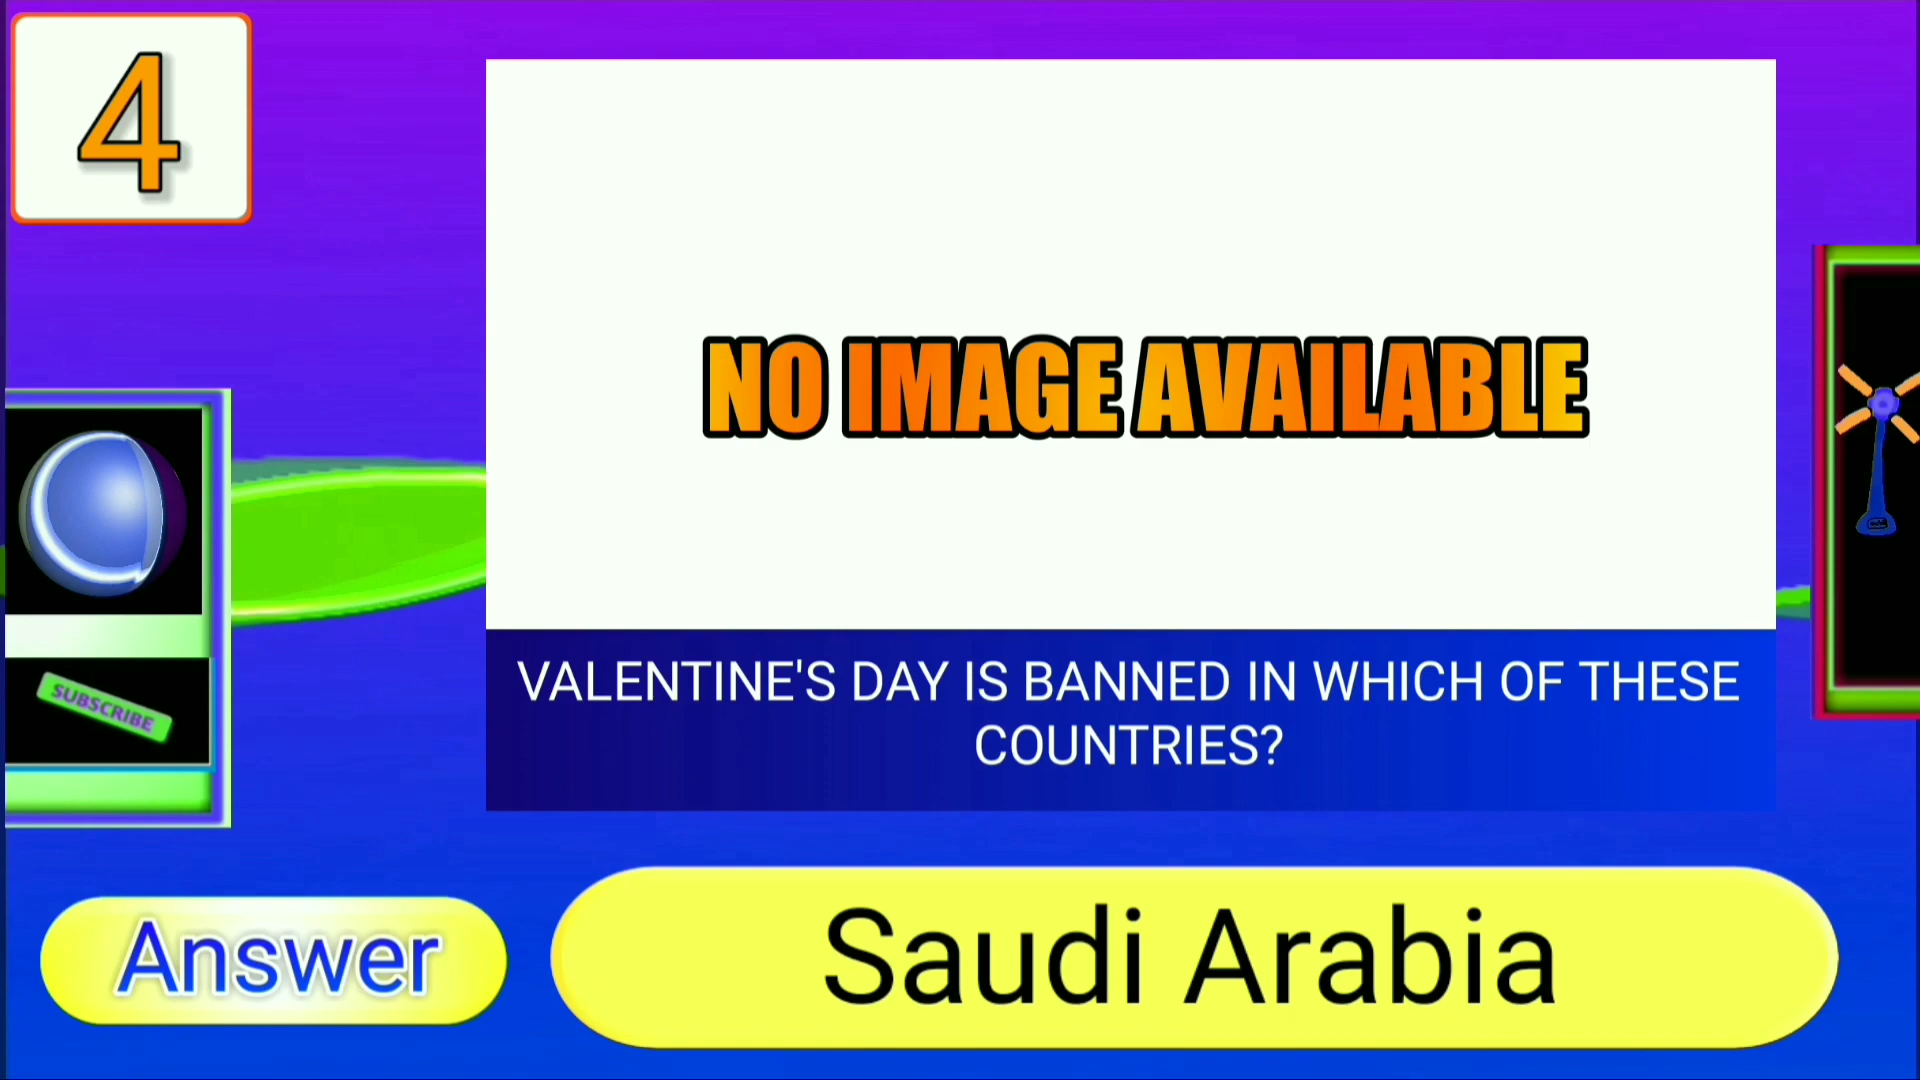 4
NO IMAGE AVAILABLE
SUBSCRIBE
VALENTINE'S DAY IS BANNED IN WHICH OF THESE
COUNTRIES?
Answer
Saudi Arabia